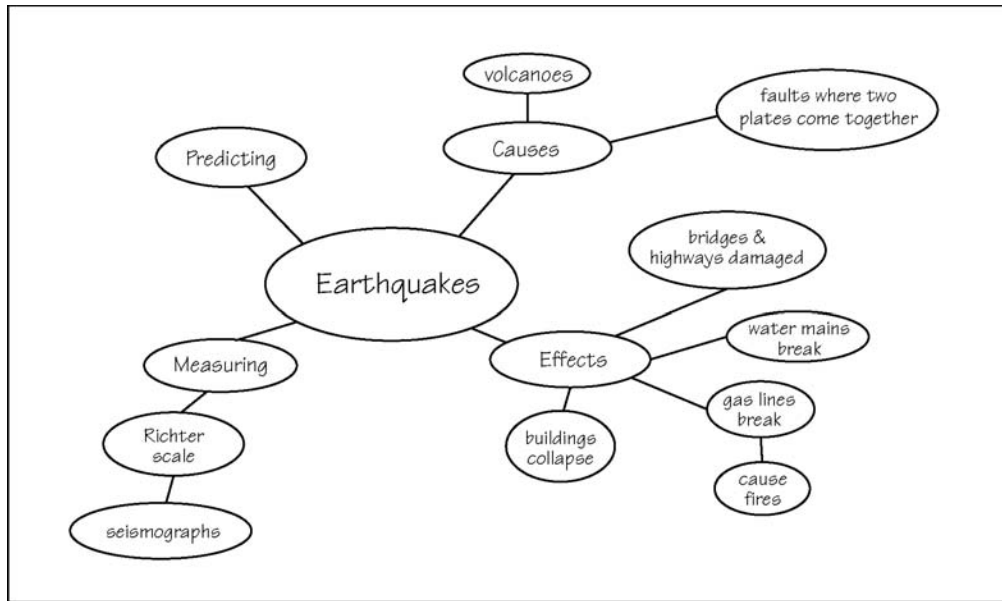 volcanoes
faults where two
plates come together
Predicting
Causes
bridges &
highways damaged
Earthquakes
water mains
break
Effects
Measuring
gas lines
break
Richter
scale
buildings
collapse
cause
fires
seismographs